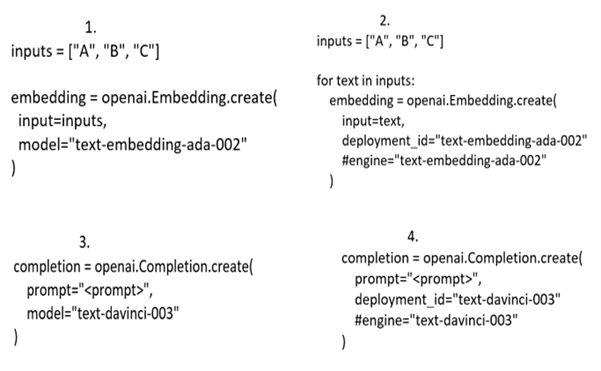 1.
inputs = ["A", "B", "C"]
embedding = openai.Embedding.create(
input=inputs,
model="text-embedding-ada-002"
)
2.
inputs = ["A", "B", "C"]
for text in inputs:
embedding = openai.Embedding.create(
input=text,
deployment_id="text-embedding-ada-002"
#engine="text-embedding-ada-002"
)
3.
completion = openai.Completion.create(
prompt="<prompt>",
model="text-davinci-003"
)
4.
completion = openai.Completion.create(
prompt="<prompt>",
deployment_id="text-davinci-003"
#engine="text-davinci-003"
)